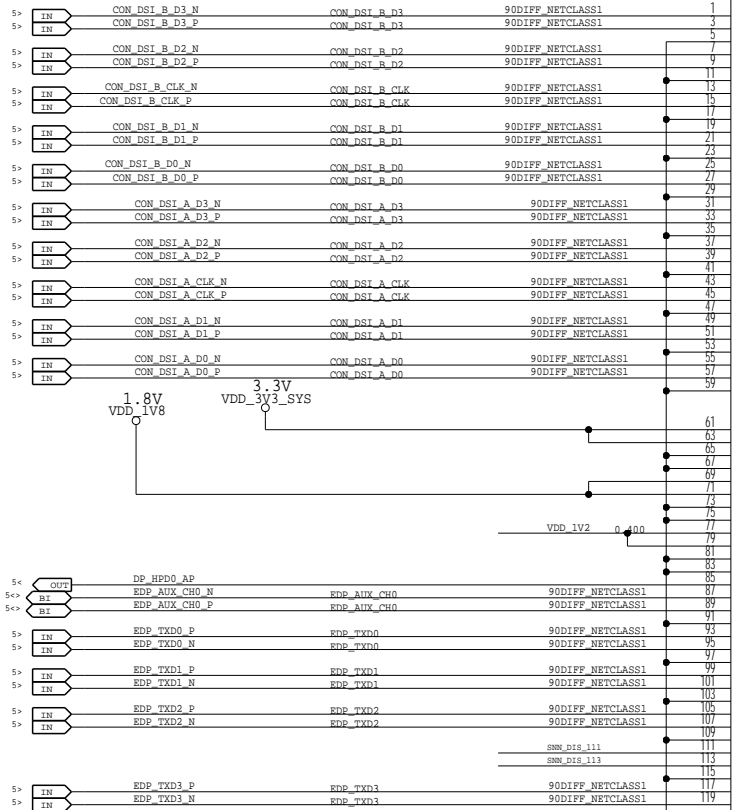 5> IN CON_DSI_B_D3_N CON_DSI_B_D3 90DIFF_NETCLASS1 1
5> IN CON_DSI_B_D3_P CON_DSI_B_D3 90DIFF_NETCLASS1 3
5
5> IN CON_DSI_B_D2_N CON_DSI_B_D2 90DIFF_NETCLASS1 7
5> IN CON_DSI_B_D2_P CON_DSI_B_D2 90DIFF_NETCLASS1 9
11
5> IN CON_DSI_B_CLK_N CON_DSI_B_CLK 90DIFF_NETCLASS1 13
5> IN CON_DSI_B_CLK_P CON_DSI_B_CLK 90DIFF_NETCLASS1 15
17
5> IN CON_DSI_B_D1_N CON_DSI_B_D1 90DIFF_NETCLASS1 19
5> IN CON_DSI_B_D1_P CON_DSI_B_D1 90DIFF_NETCLASS1 21
23
5> IN CON_DSI_B_D0_N CON_DSI_B_D0 90DIFF_NETCLASS1 25
5> IN CON_DSI_B_D0_P CON_DSI_B_D0 90DIFF_NETCLASS1 27
29
5> IN CON_DSI_A_D3_N CON_DSI_A_D3 90DIFF_NETCLASS1 31
5> IN CON_DSI_A_D3_P CON_DSI_A_D3 90DIFF_NETCLASS1 33
35
5> IN CON_DSI_A_D2_N CON_DSI_A_D2 90DIFF_NETCLASS1 37
5> IN CON_DSI_A_D2_P CON_DSI_A_D2 90DIFF_NETCLASS1 39
41
5> IN CON_DSI_A_CLK_N CON_DSI_A_CLK 90DIFF_NETCLASS1 43
5> IN CON_DSI_A_CLK_P CON_DSI_A_CLK 90DIFF_NETCLASS1 45
47
5> IN CON_DSI_A_D1_N CON_DSI_A_D1 90DIFF_NETCLASS1 49
5> IN CON_DSI_A_D1_P CON_DSI_A_D1 90DIFF_NETCLASS1 51
53
5> IN CON_DSI_A_D0_N CON_DSI_A_D0 90DIFF_NETCLASS1 55
5> IN CON_DSI_A_D0_P CON_DSI_A_D0 90DIFF_NETCLASS1 57
59
3.3V
VDD_3V3_SYS
1.8V
VDD_1V8
61
63
65
67
69
71
73
75
VDD_1V2 0.400 77
79
81
83
5< OUT DP_HPD0_AP 85
5<> BI EDP_AUX_CH0_N EDP_AUX_CH0 90DIFF_NETCLASS1 87
5<> BI EDP_AUX_CH0_P EDP_AUX_CH0 90DIFF_NETCLASS1 89
91
5> IN EDP_TXD0_P EDP_TXD0 90DIFF_NETCLASS1 93
5> IN EDP_TXD0_N EDP_TXD0 90DIFF_NETCLASS1 95
97
5> IN EDP_TXD1_P EDP_TXD1 90DIFF_NETCLASS1 99
5> IN EDP_TXD1_N EDP_TXD1 90DIFF_NETCLASS1 101
103
5> IN EDP_TXD2_P EDP_TXD2 90DIFF_NETCLASS1 105
5> IN EDP_TXD2_N EDP_TXD2 90DIFF_NETCLASS1 107
109
SNN_DIS_111 111
SNN_DIS_113 113
115
5> IN EDP_TXD3_P EDP_TXD3 90DIFF_NETCLASS1 117
5> IN EDP_TXD3_N EDP_TXD3 90DIFF_NETCLASS1 119